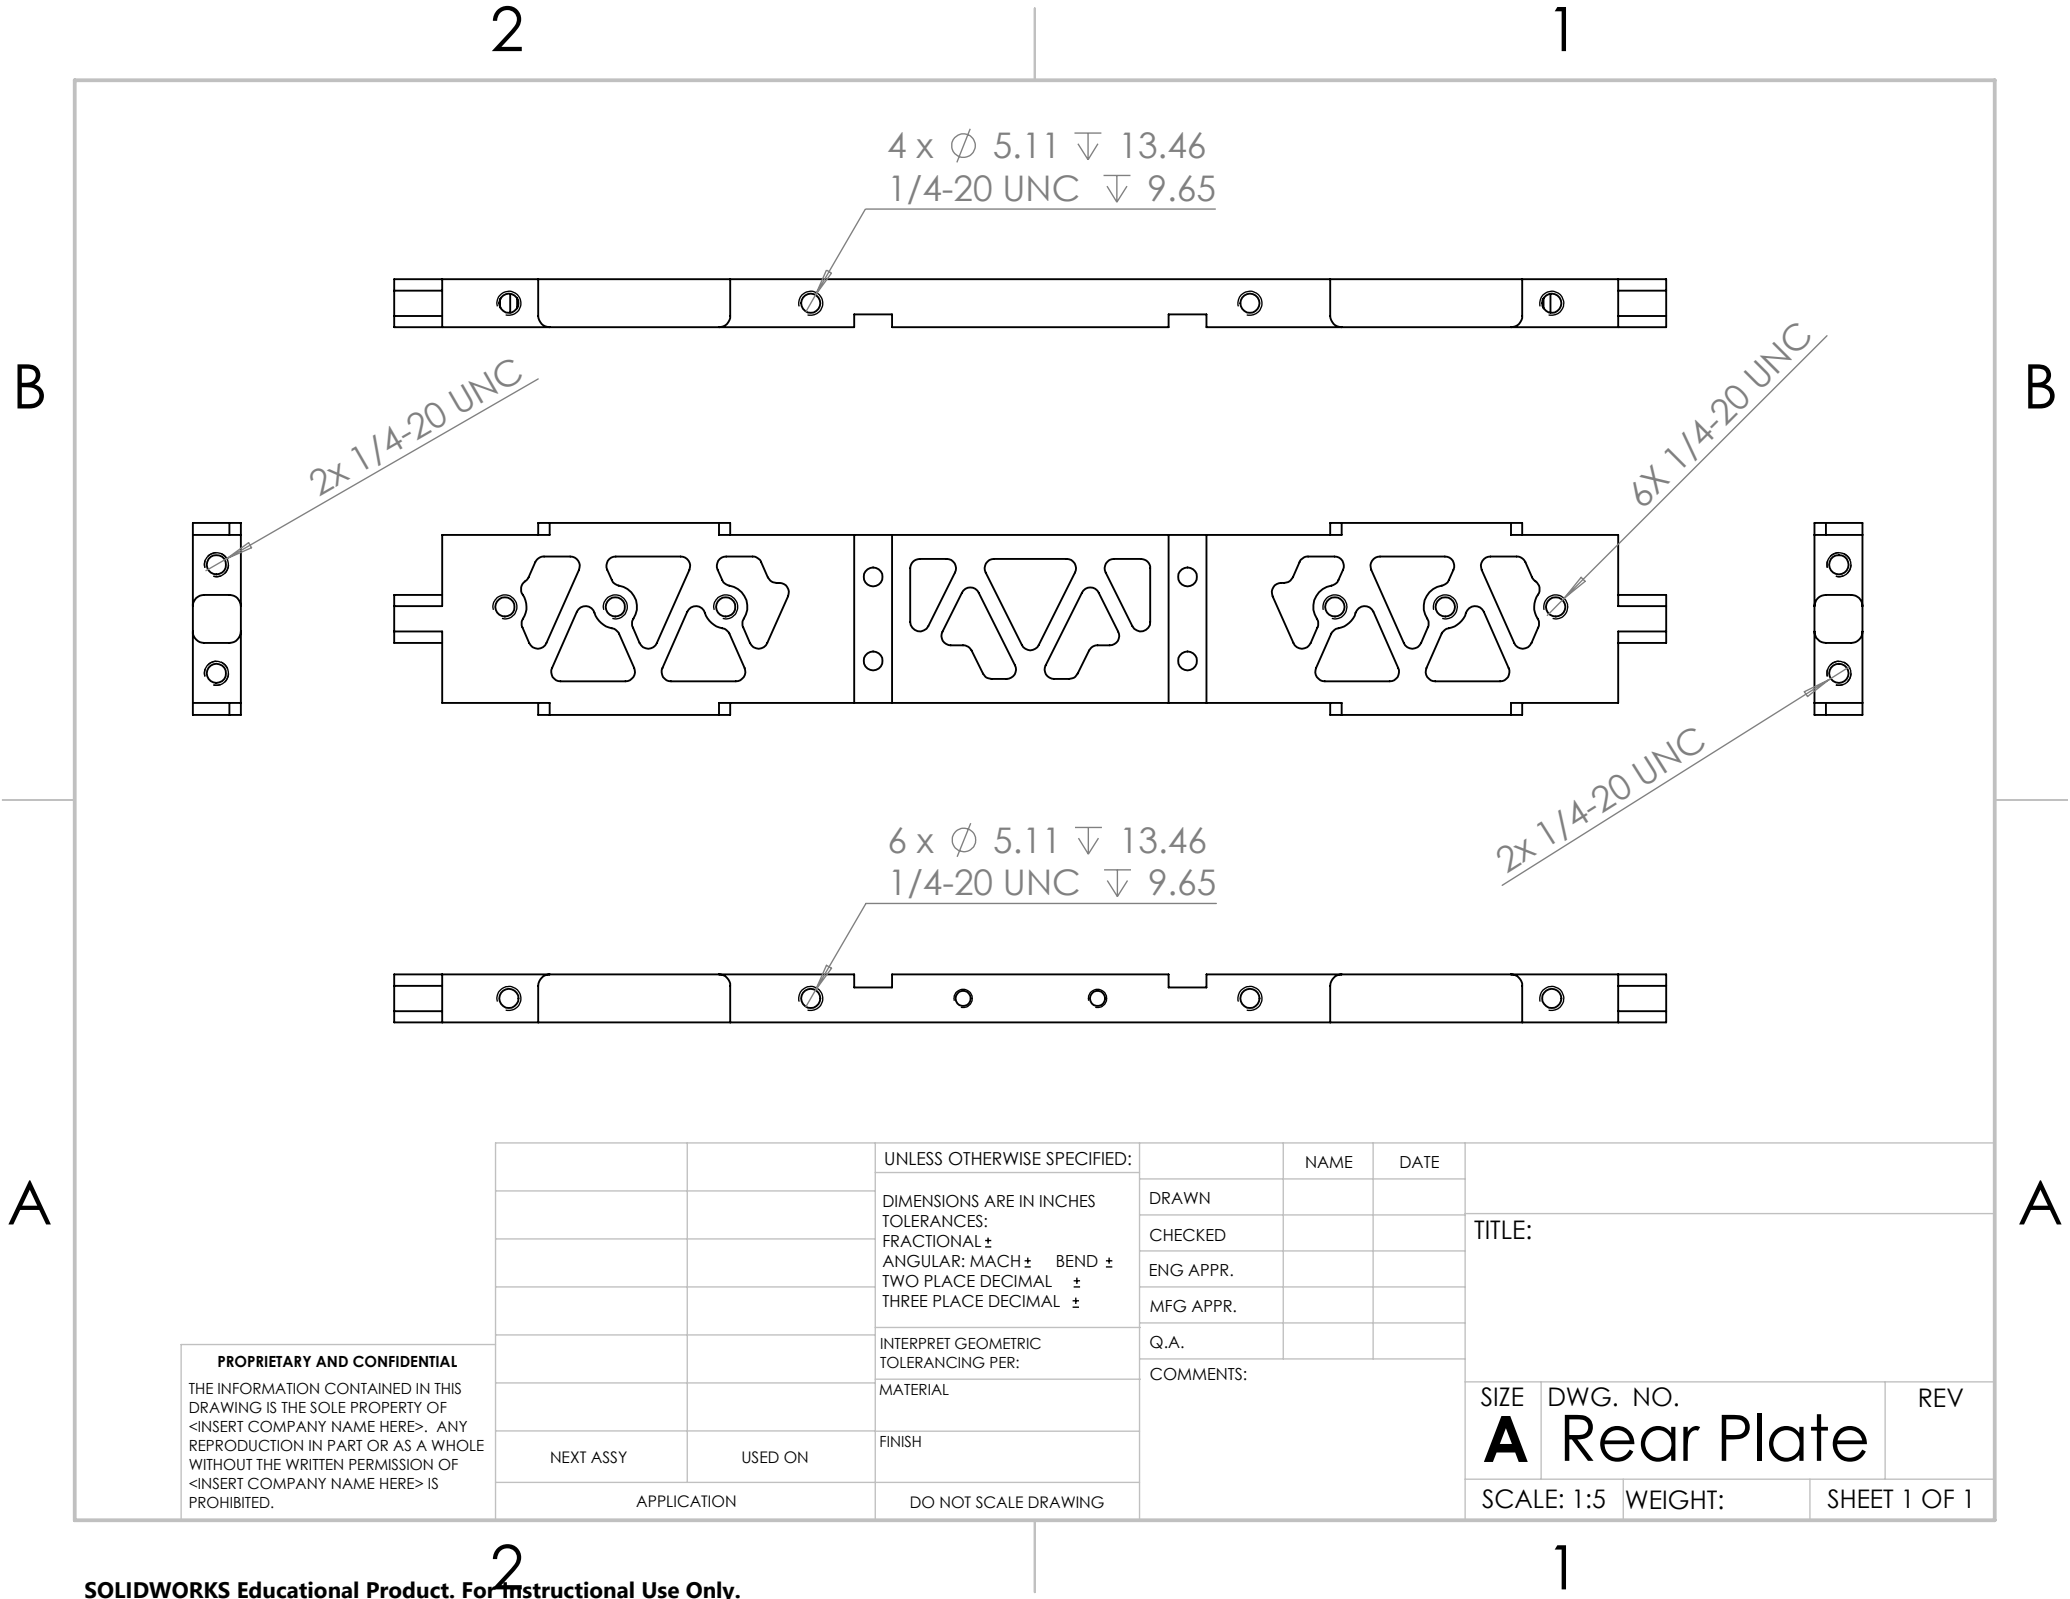 2 1
4 x ∅ 5.11 ↧ 13.46
1/4-20 UNC ↧ 9.65
B B
2x 1/4-20 UNC
6X 1/4-20 UNC
2x 1/4-20 UNC
6 x ∅ 5.11 ↧ 13.46
1/4-20 UNC ↧ 9.65
A A
PROPRIETARY AND CONFIDENTIAL
THE INFORMATION CONTAINED IN THIS
DRAWING IS THE SOLE PROPERTY OF
<INSERT COMPANY NAME HERE>. ANY
REPRODUCTION IN PART OR AS A WHOLE
WITHOUT THE WRITTEN PERMISSION OF
<INSERT COMPANY NAME HERE> IS
PROHIBITED.
NEXT ASSY USED ON
APPLICATION
UNLESS OTHERWISE SPECIFIED:
DIMENSIONS ARE IN INCHES
TOLERANCES:
FRACTIONAL ±
ANGULAR: MACH ± BEND ±
TWO PLACE DECIMAL ±
THREE PLACE DECIMAL ±
INTERPRET GEOMETRIC
TOLERANCING PER:
MATERIAL
FINISH
DO NOT SCALE DRAWING
NAME DATE
DRAWN
CHECKED
ENG APPR.
MFG APPR.
Q.A.
COMMENTS:
TITLE:
SIZE DWG. NO. REV
A Rear Plate
SCALE: 1:5 WEIGHT: SHEET 1 OF 1
2 1
SOLIDWORKS Educational Product. For Instructional Use Only.